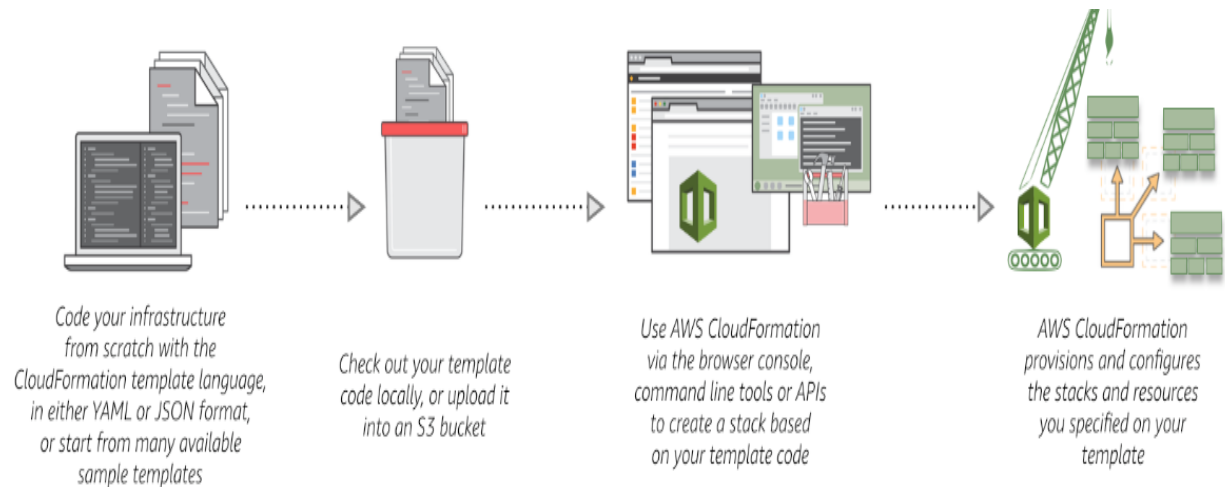 Code your infrastructure
from scratch with the
CloudFormation template language,
in either YAML or JSON format,
or start from many available
sample templates
Check out your template
code locally, or upload it
into an S3 bucket
Use AWS CloudFormation
via the browser console,
command line tools or APIs
to create a stack based
on your template code
AWS CloudFormation
provisions and configures
the stacks and resources
you specified on your
template